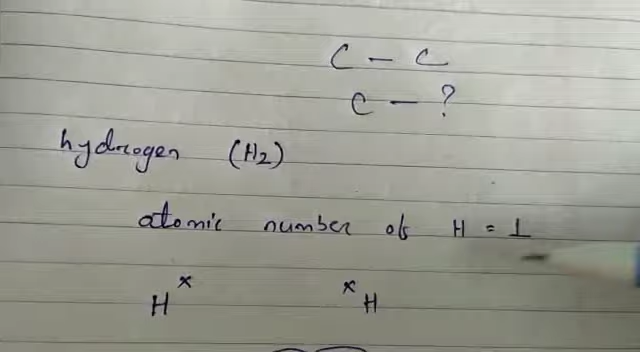 C - C
C - ?
hydrogen (H2)
atomic number of H = 1
H x x H